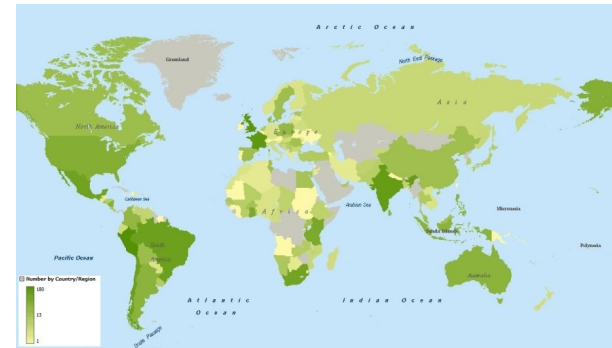 Arctic Ocean
Greenland
North East Passage
Asia
North America
Europe
Caribbean Sea
Arabian Sea
Africa
Micronesia
Polynesia
South
America
Pacific Ocean
Australia
Atlantic
Ocean
Indian Ocean
Drake Passage
Number by Country/Region
180
13
1